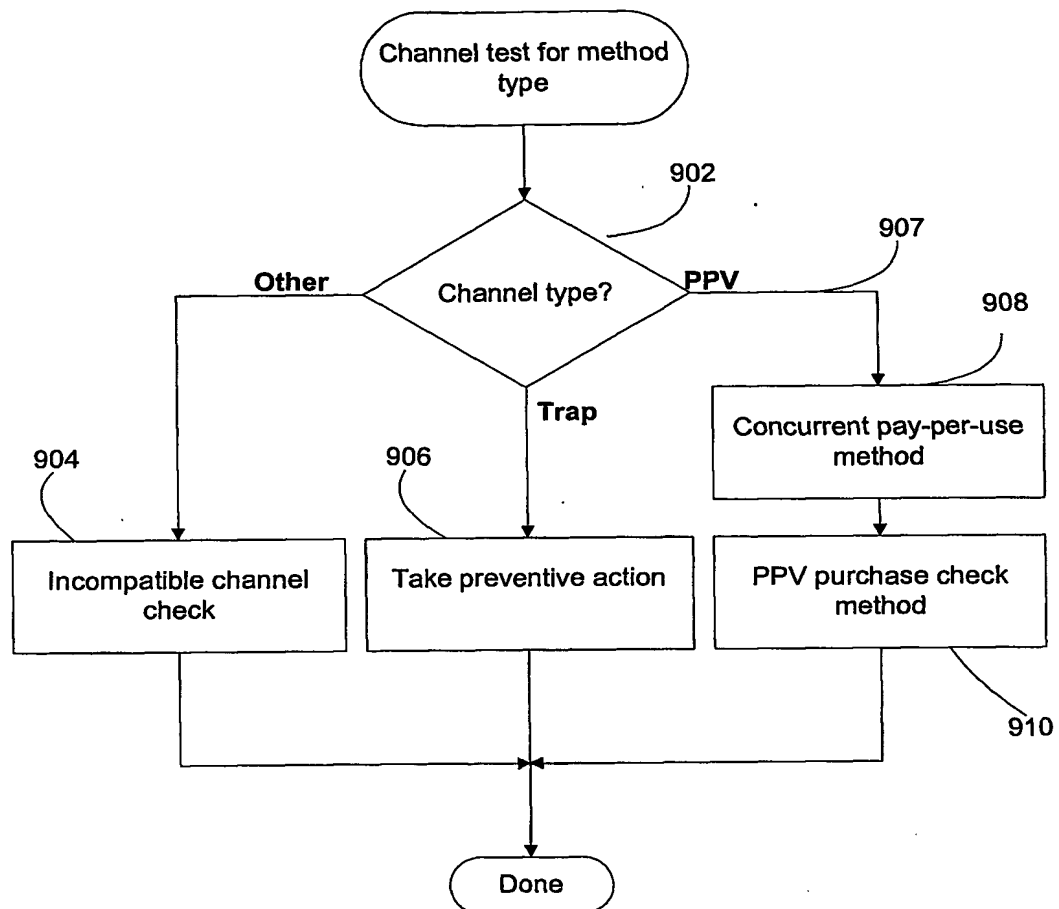 Channel test for method
type
902
907
Other
PPV
Channel type?
908
Trap
Concurrent pay-per-use
method
904
906
Incompatible channel
check
Take preventive action
PPV purchase check
method
910
Done